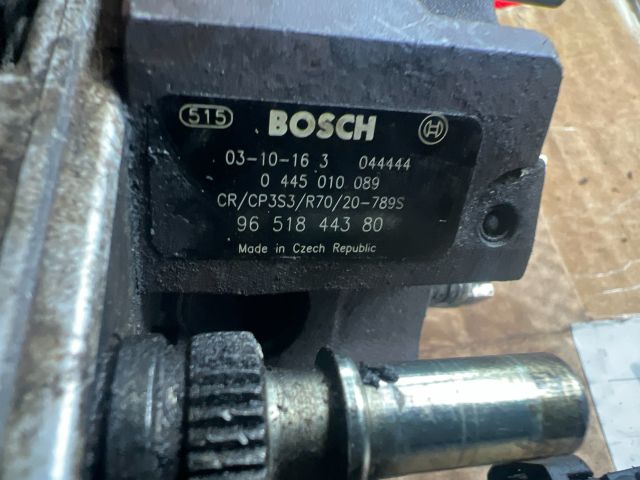 515 BOSCH
03-10-16 3 044444
0 445 010 089
CR/CP3S3/R70/20-789S
96 518 443 80
Made in Czech Republic